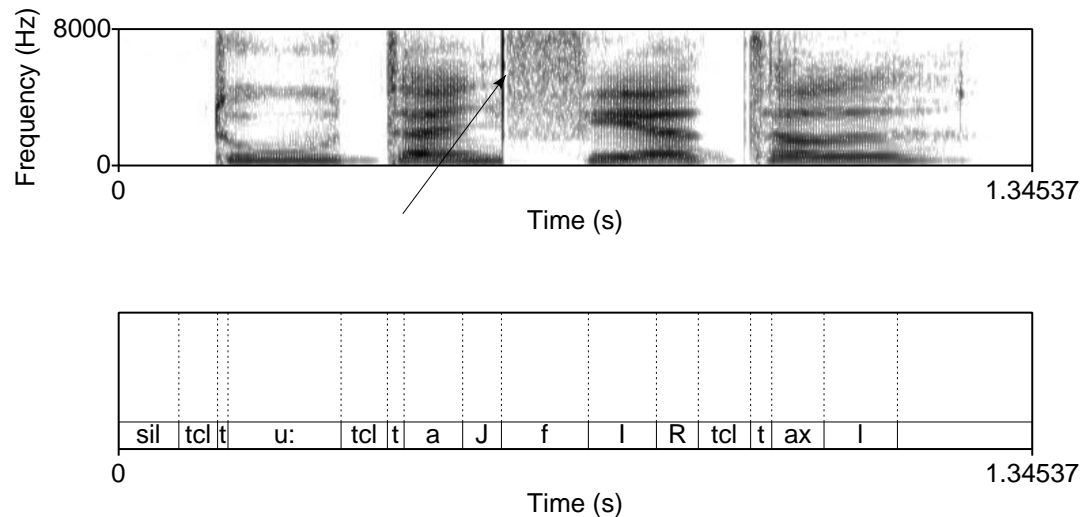 8000
Frequency (Hz)
0
0
1.34537
Time (s)
sil tcl t u: tcl t a J f I R tcl t ax l
0
1.34537
Time (s)